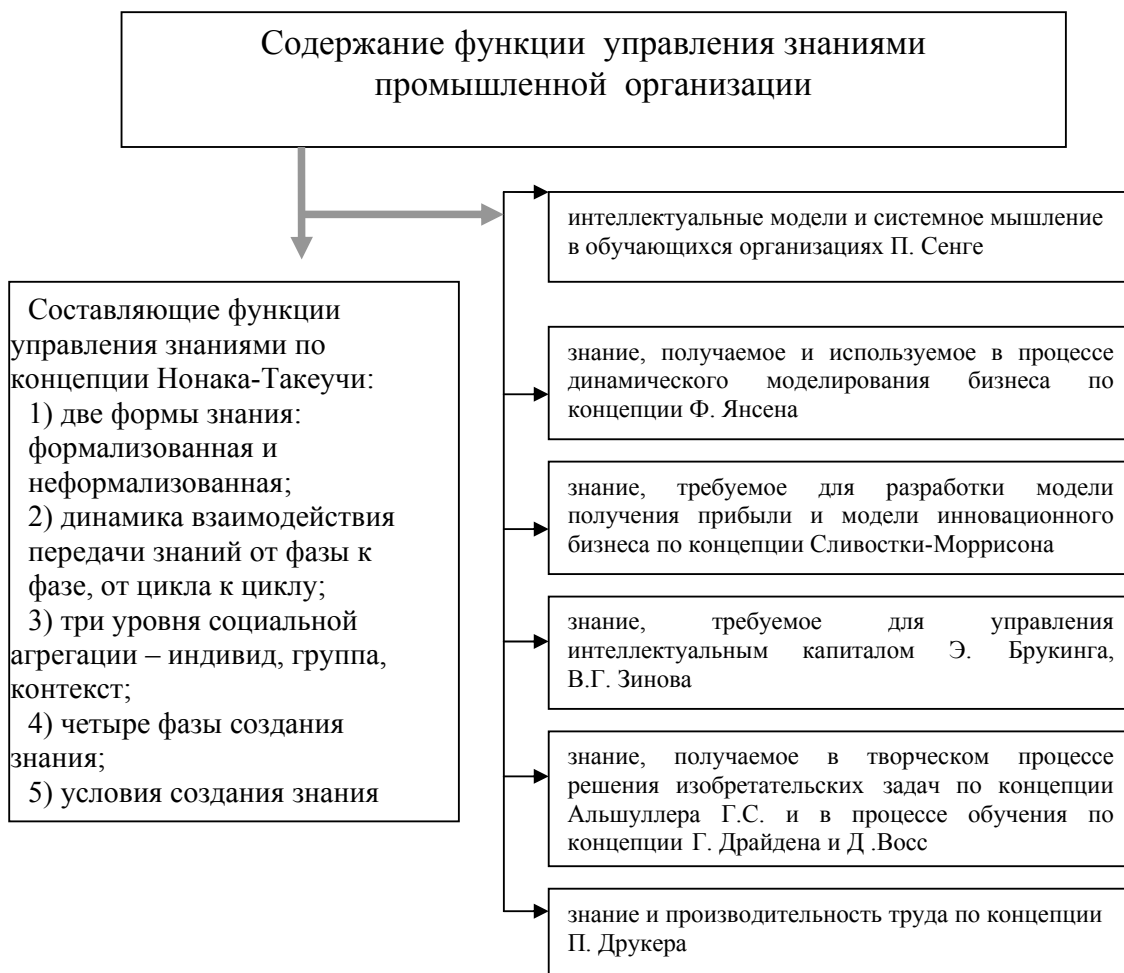 Содержание функции управления знаниями
промышленной организации
Составляющие функции
управления знаниями по
концепции Нонака-Такеучи:
1) две формы знания:
формализованная и
неформализованная;
2) динамика взаимодействия
передачи знаний от фазы к
фазе, от цикла к циклу;
3) три уровня социальной
агрегации – индивид, группа,
контекст;
4) четыре фазы создания
знания;
5) условия создания знания
интеллектуальные модели и системное мышление
в обучающихся организациях П. Сенге
знание, получаемое и используемое в процессе
динамического моделирования бизнеса по
концепции Ф. Янсена
знание, требуемое для разработки модели
получения прибыли и модели инновационного
бизнеса по концепции Сливостки-Моррисона
знание, требуемое для управления
интеллектуальным капиталом Э. Брукинга,
В.Г. Зинова
знание, получаемое в творческом процессе
решения изобретательских задач по концепции
Альшуллера Г.С. и в процессе обучения по
концепции Г. Драйдена и Д .Восс
знание и производительность труда по концепции
П. Друкера